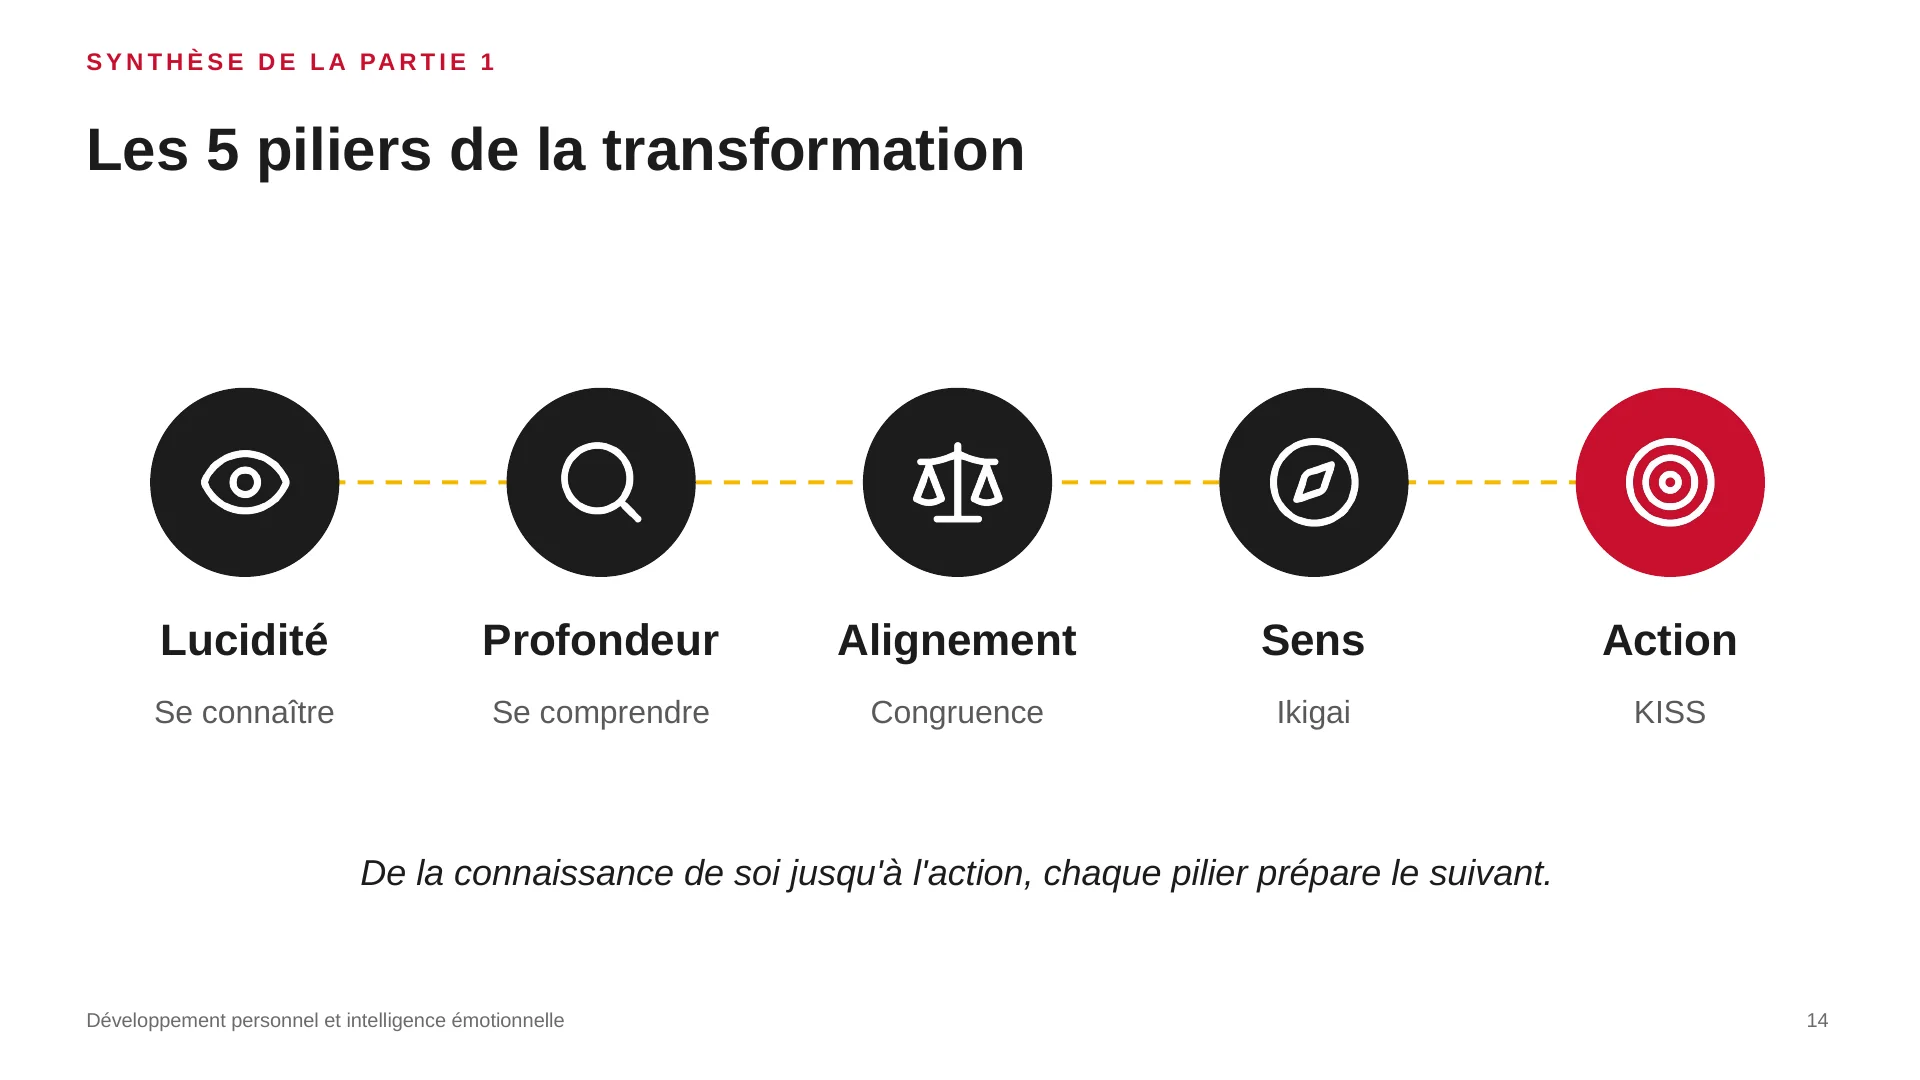 SYNTHÈSE DE LA PARTIE 1
Les 5 piliers de la transformation
Lucidité
Se connaître
Profondeur
Se comprendre
Alignement
Congruence
Sens
Ikigai
Action
KISS
De la connaissance de soi jusqu'à l'action, chaque pilier prépare le suivant.
Développement personnel et intelligence émotionnelle
14